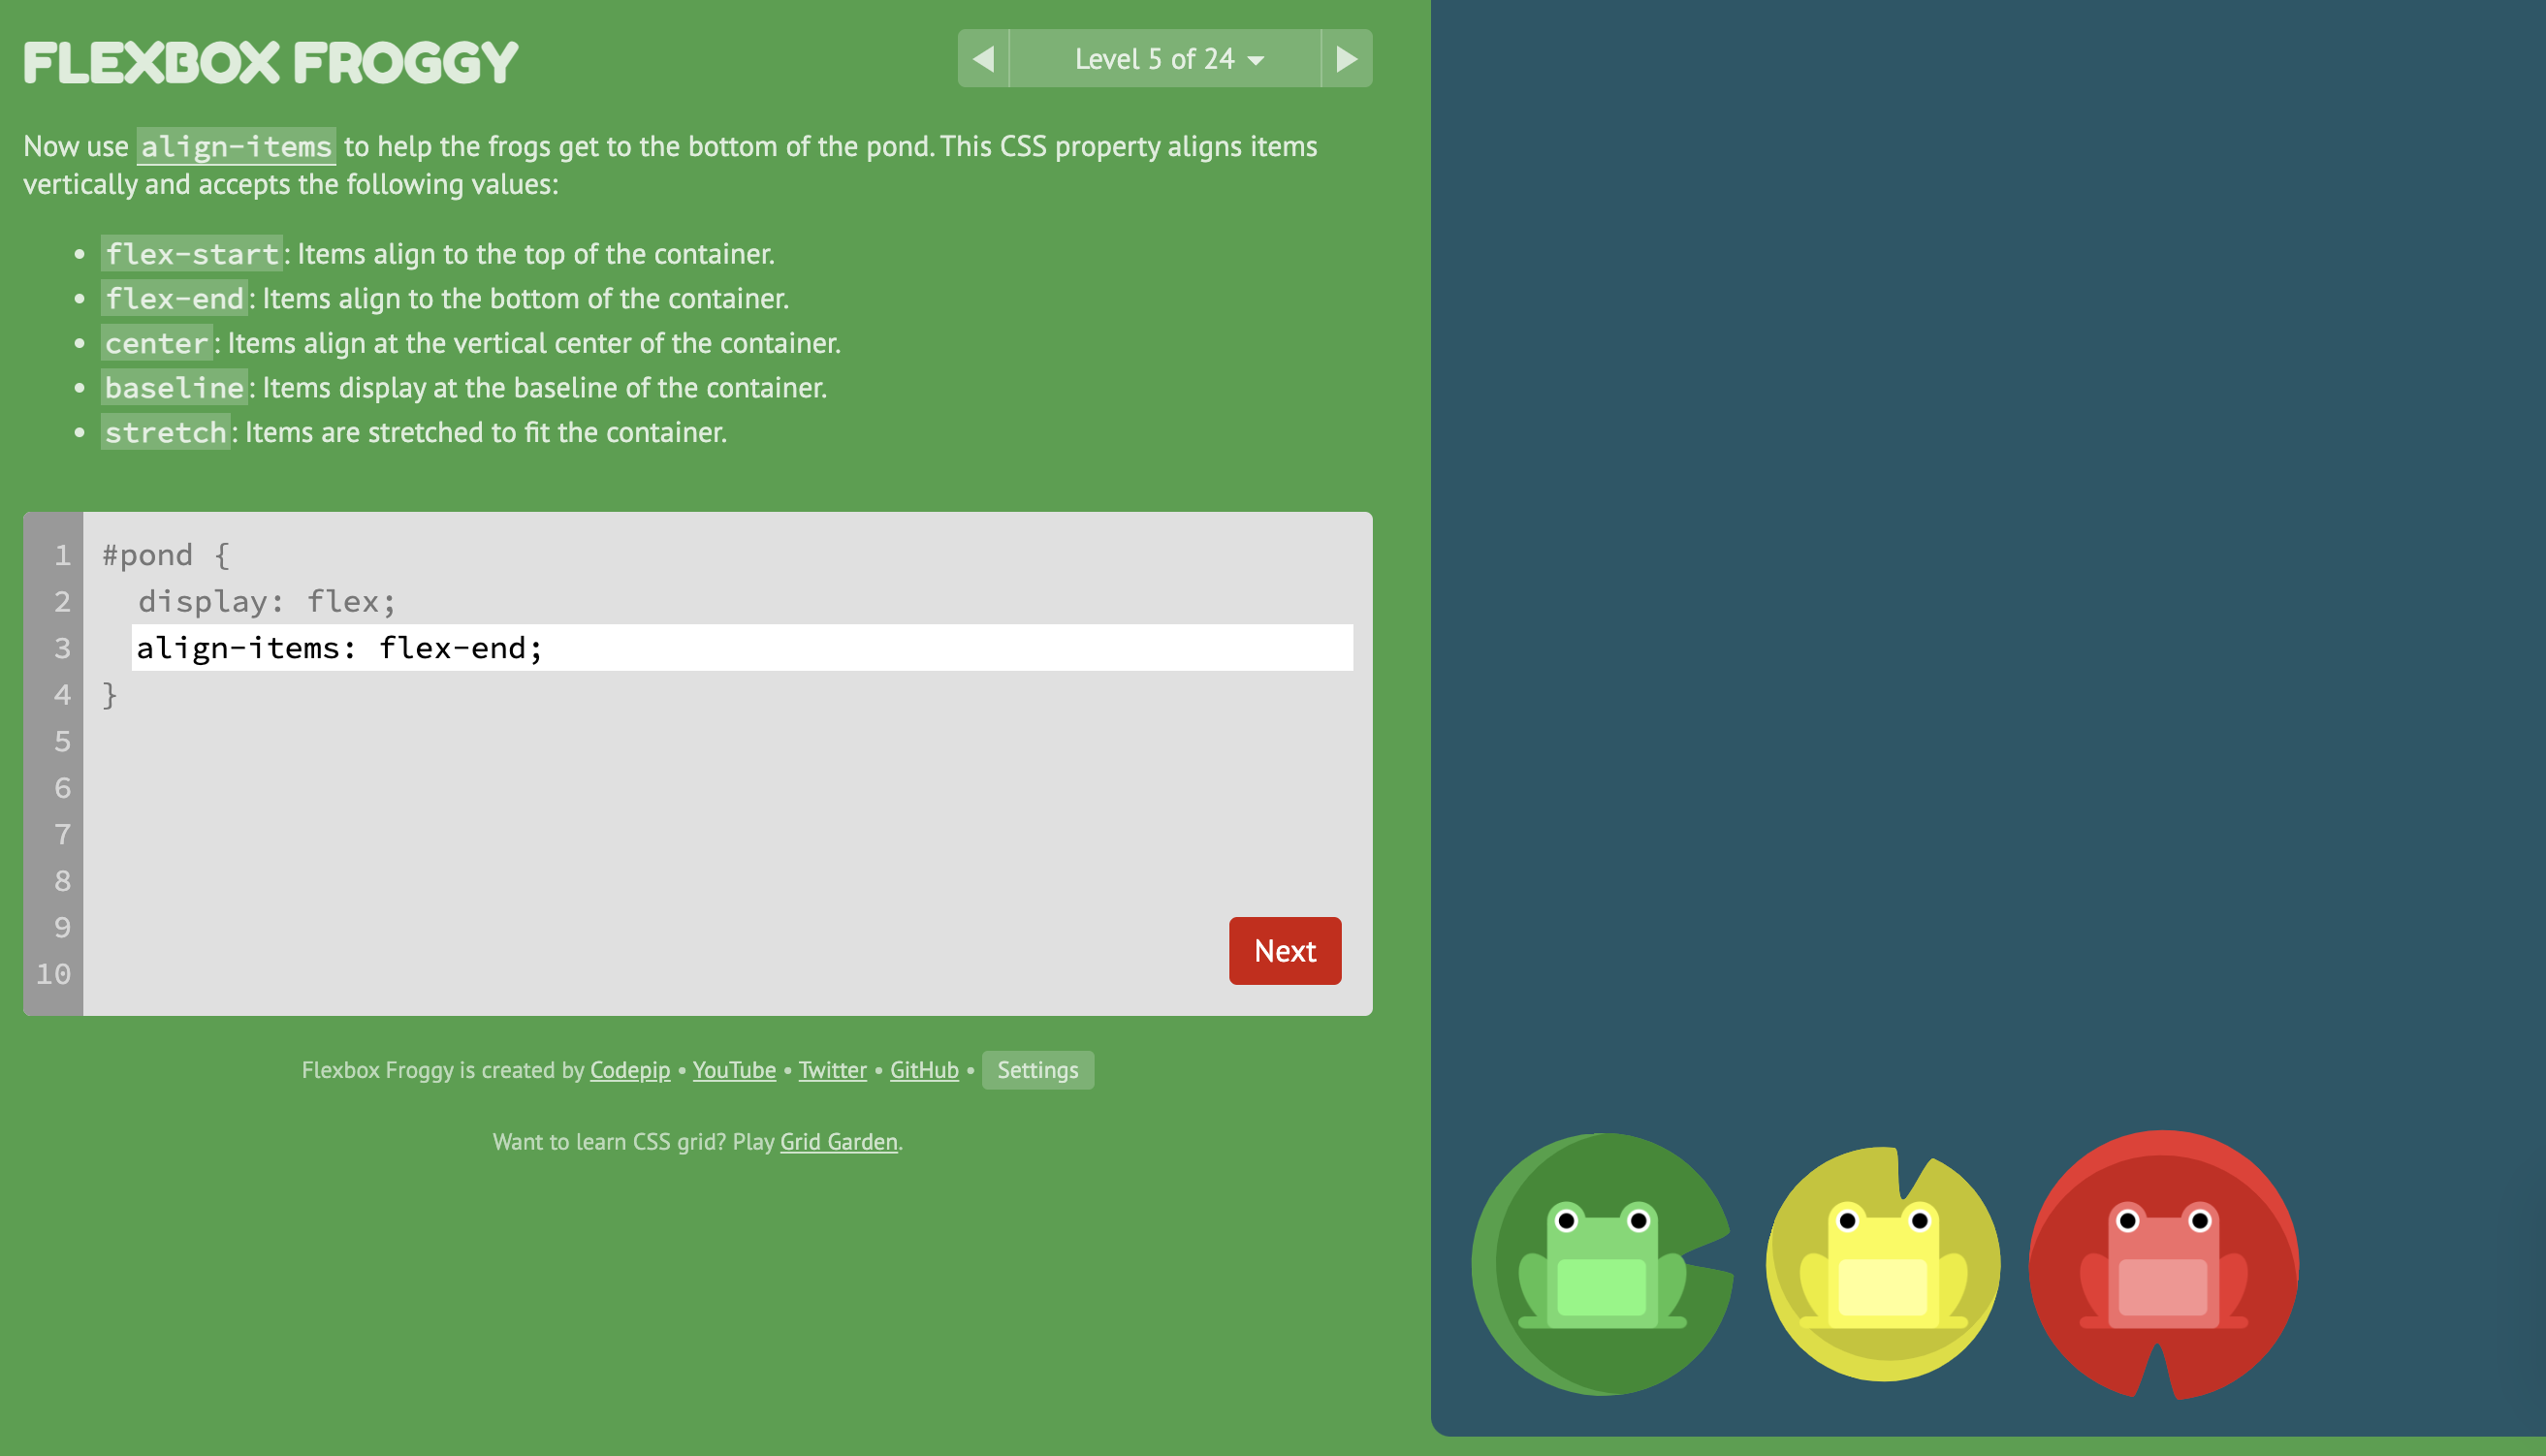 FLEXBOX FROGGY
Level 5 of 24
Now use align-items to help the frogs get to the bottom of the pond. This CSS property aligns items
vertically and accepts the following values:
• flex-start: Items align to the top of the container.
• flex-end: Items align to the bottom of the container.
• center: Items align at the vertical center of the container.
• baseline: Items display at the baseline of the container.
• stretch: Items are stretched to fit the container.
1 #pond {
2 display: flex;
3 align-items: flex-end;
4 }
5
6
7
8
9
10
Next
Flexbox Froggy is created by Codepip • YouTube • Twitter • GitHub • Settings
Want to learn CSS grid? Play Grid Garden.